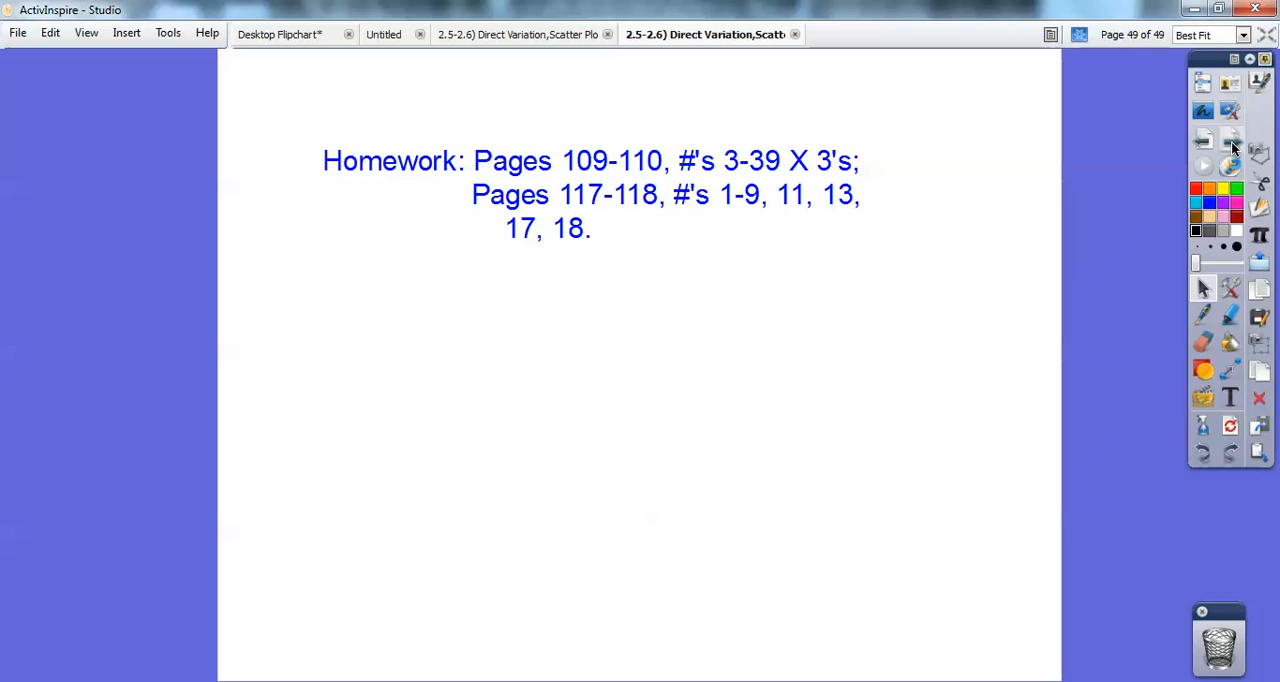 ActivInspire - Studio
File Edit View Insert Tools Help
Desktop Flipchart* Untitled 2.5-2.6) Direct Variation,Scatter Plo 2.5-2.6) Direct Variation,Scatt Page 49 of 49 Best Fit
Homework: Pages 109-110, #'s 3-39 X 3's;
Pages 117-118, #'s 1-9, 11, 13,
17, 18.